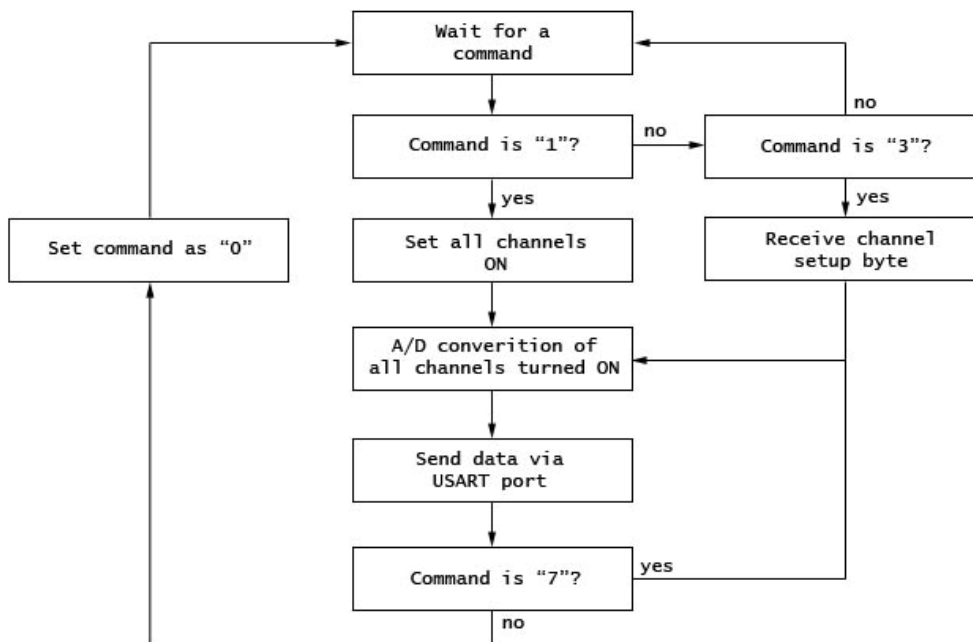 Wait for a
command
no
Command is “1”?
no
Command is “3”?
yes
yes
Set command as “0”
Set all channels
ON
Receive channel
setup byte
A/D converition of
all channels turned ON
Send data via
USART port
Command is “7”?
yes
no